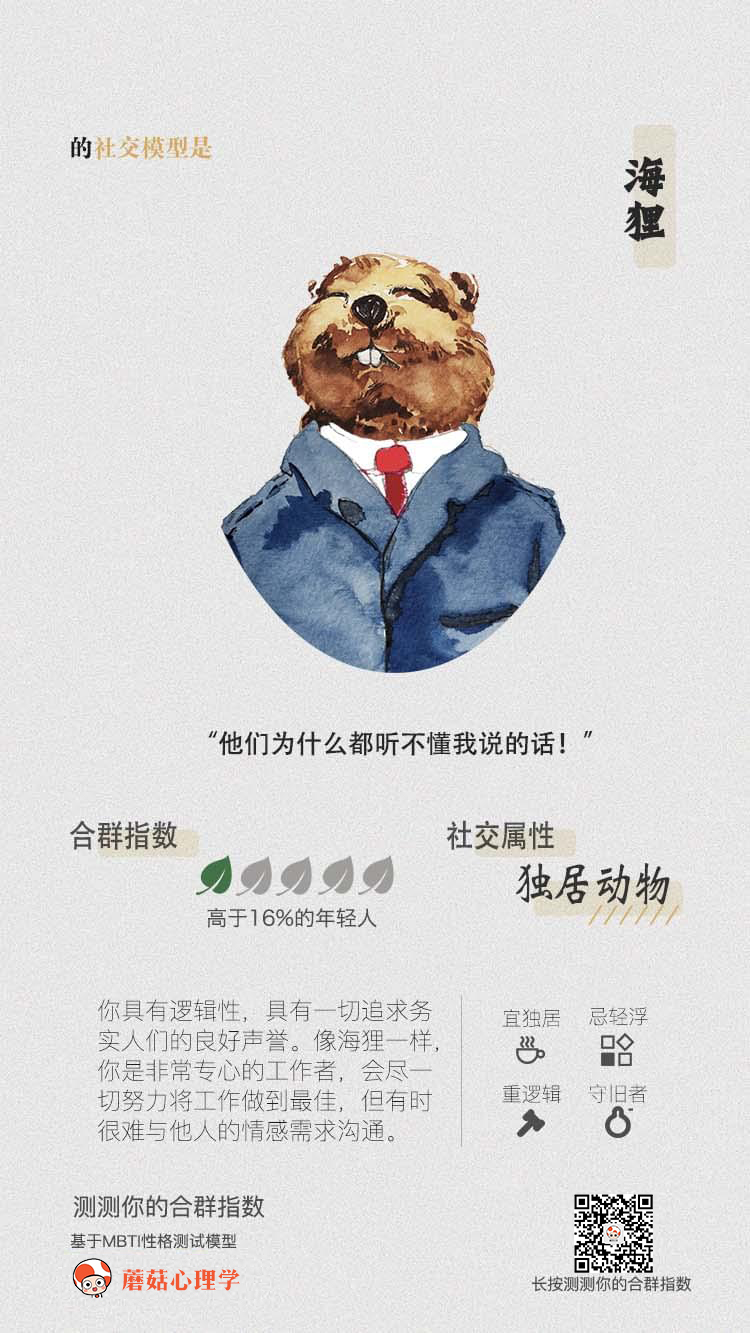 的社交模型是
海狸
“他们为什么都听不懂我说的话！”
合群指数
高于16%的年轻人
社交属性
独居动物
你具有逻辑性，具有一切追求务
实人们的良好声誉。像海狸一样，
你是非常专心的工作者，会尽一
切努力将工作做到最佳，但有时
很难与他人的情感需求沟通。
宜独居 忌轻浮
重逻辑 守旧者
测测你的合群指数
基于MBTI性格测试模型
蘑菇心理学
长按测测你的合群指数